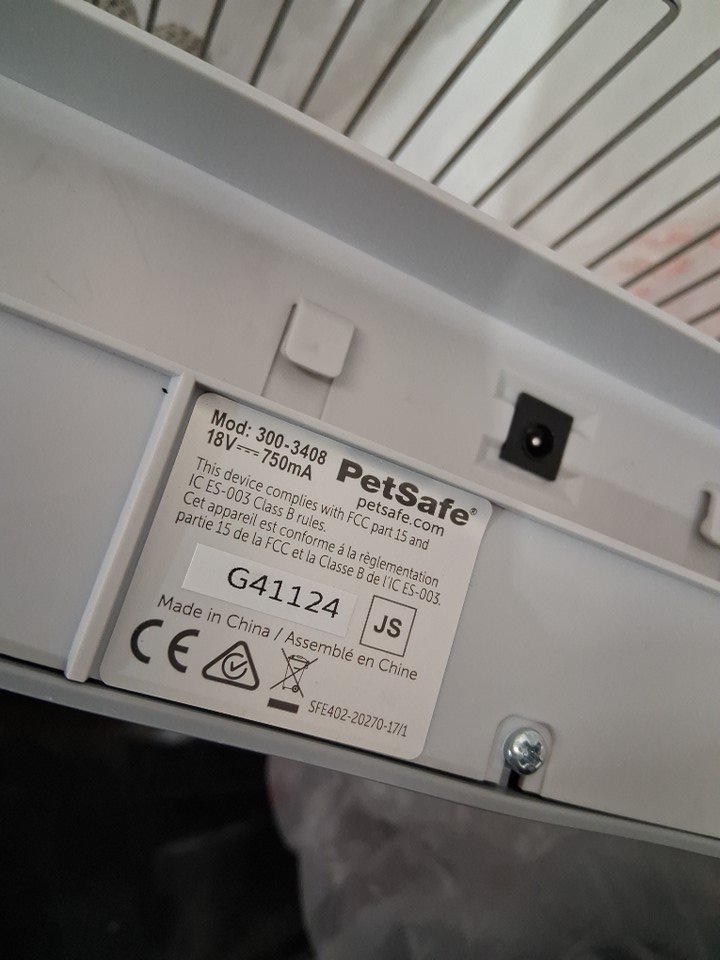 Mod: 300-3408
18V⎓750mA
PetSafe®
petsafe.com
This device complies with FCC part 15 and
IC ES-003 Class B rules.
Cet appareil est conforme á la règlementation
partie 15 de la FCC et la Classe B de l'IC ES-003.
G41124
JS
Made in China / Assemblé en Chine
CE
SFE402-20270-17/1